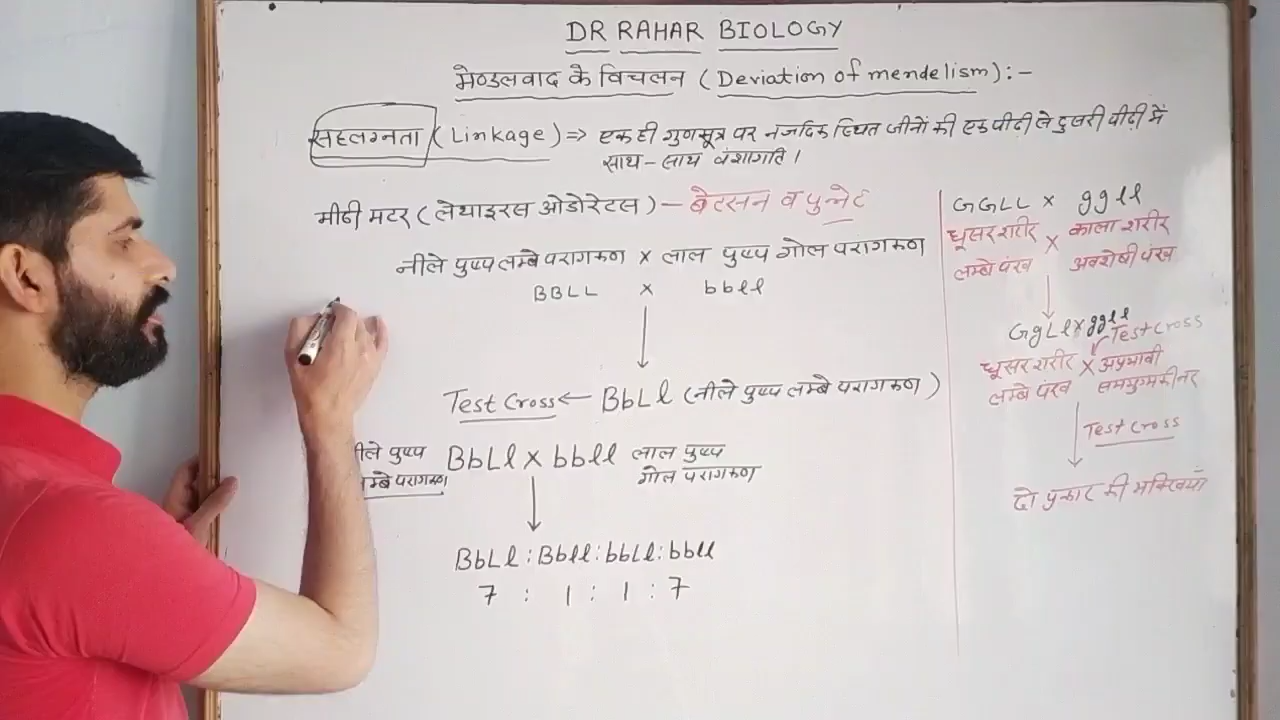 DR RAHAR BIOLOGY
मेण्डलवाद के विचलन (Deviation of mendelism):-
सहलग्नता (Linkage) => एक ही गुणसूत्र पर नजदिक स्थित जीनों की एक पीढी से दुसरी पीढी में
साथ-साथ वंशागति।
मीठी मटर (लेथाइरस ओडोरेटस) - बेटसन व पुन्नेट
नीले पुष्प लम्बे परागकण x लाल पुष्प गोल परागकण
BBLL x bbll
Test Cross ← BbLl (नीले पुष्प लम्बे परागकण)
ीले पुष्प BbLl x bbll लाल पुष्प
म्बे परागकण गोल परागकण
BbLl : Bbll : bbLl : bbll
7 : 1 : 1 : 7
GGLL x ggll
धूसर शरीर x काला शरीर
लम्बे पंख अवशेषी पंख
GgLl x ggll
Test Cross
धूसर शरीर x अप्रभावी
लम्बे पंख समयुग्मकी नर
Test Cross
दो प्रकार की मक्खियाँ